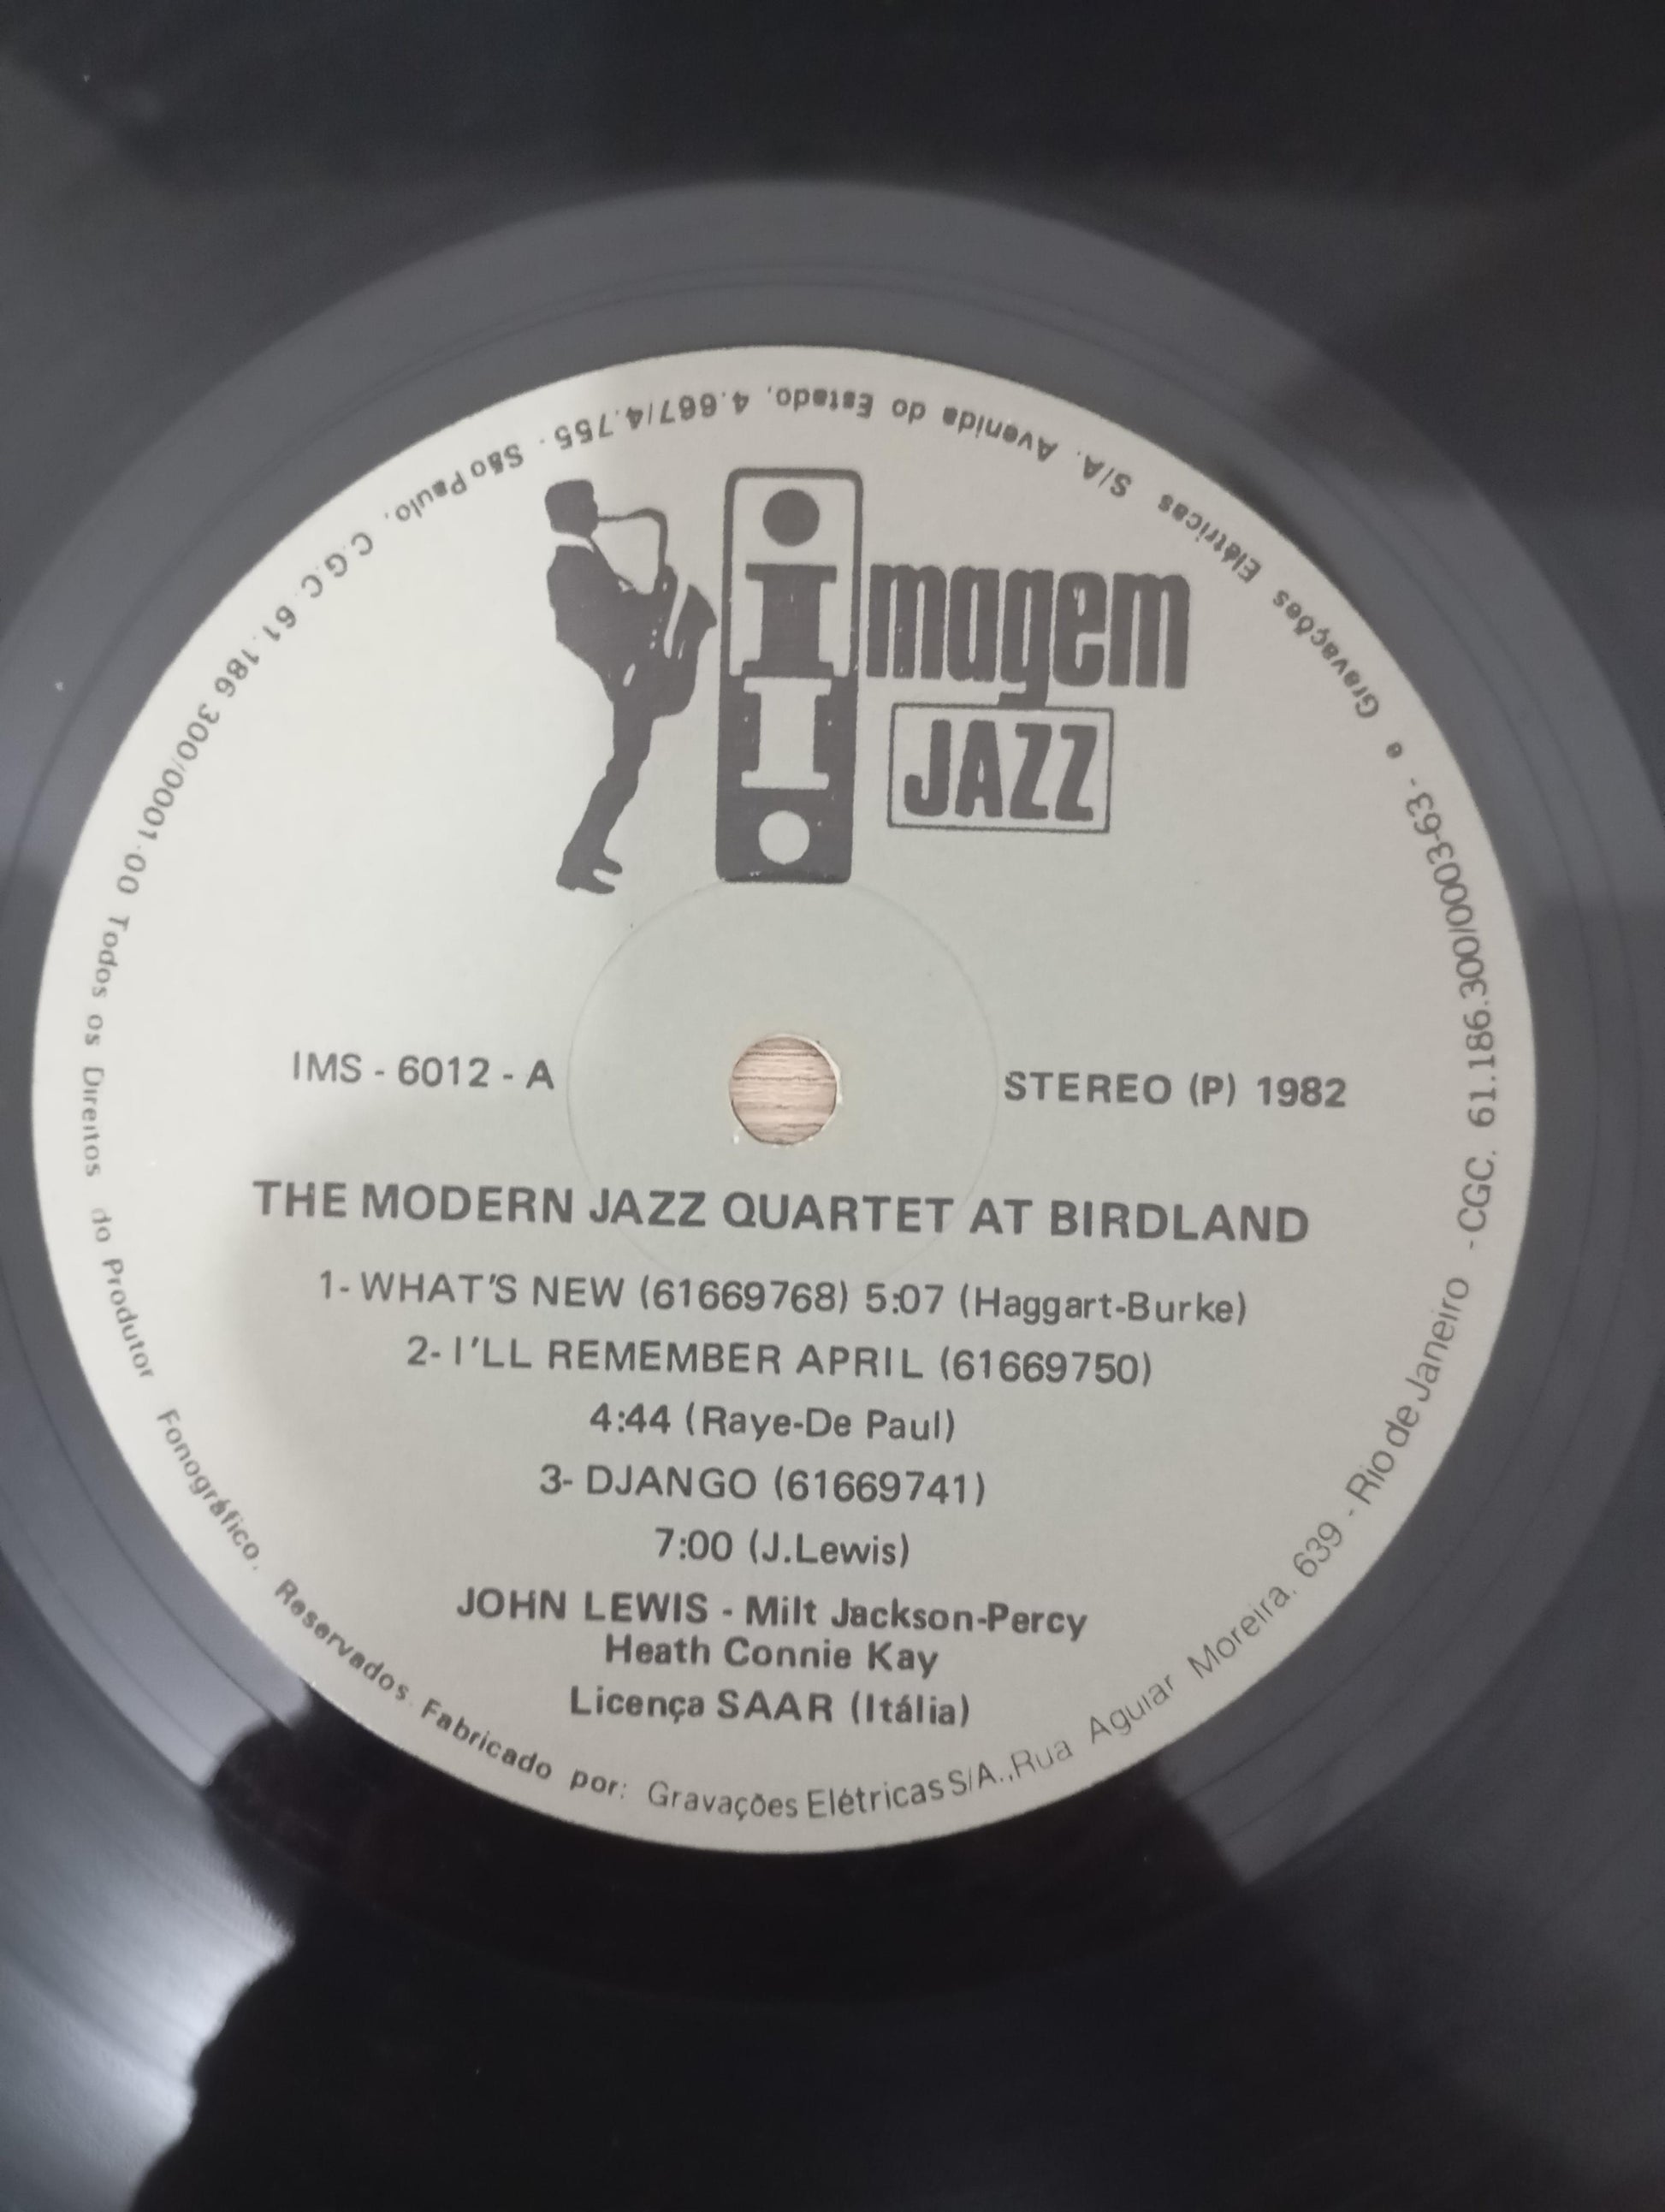 Imagem
JAZZ
IMS - 6012 - A
STEREO (P) 1982
THE MODERN JAZZ QUARTET AT BIRDLAND
1- WHAT'S NEW (61669768) 5:07 (Haggart-Burke)
2- I'LL REMEMBER APRIL (61669750)
4:44 (Raye-De Paul)
3- DJANGO (61669741)
7:00 (J.Lewis)
JOHN LEWIS - Milt Jackson-Percy
Heath Connie Kay
Licença SAAR (Itália)
Todos os Direitos do Produtor Fonográfico. Reservados. Fabricado por: Gravações Elétricas S/A.,Rua Aguiar Moreira. 639 - Rio de Janeiro - CGC. 61.186.300/0003-63 - e Gravações Elétricas S/A. Avenida do Estado, 4.667/4.755 - São Paulo. C.G.C. 61.186.300/0001-00